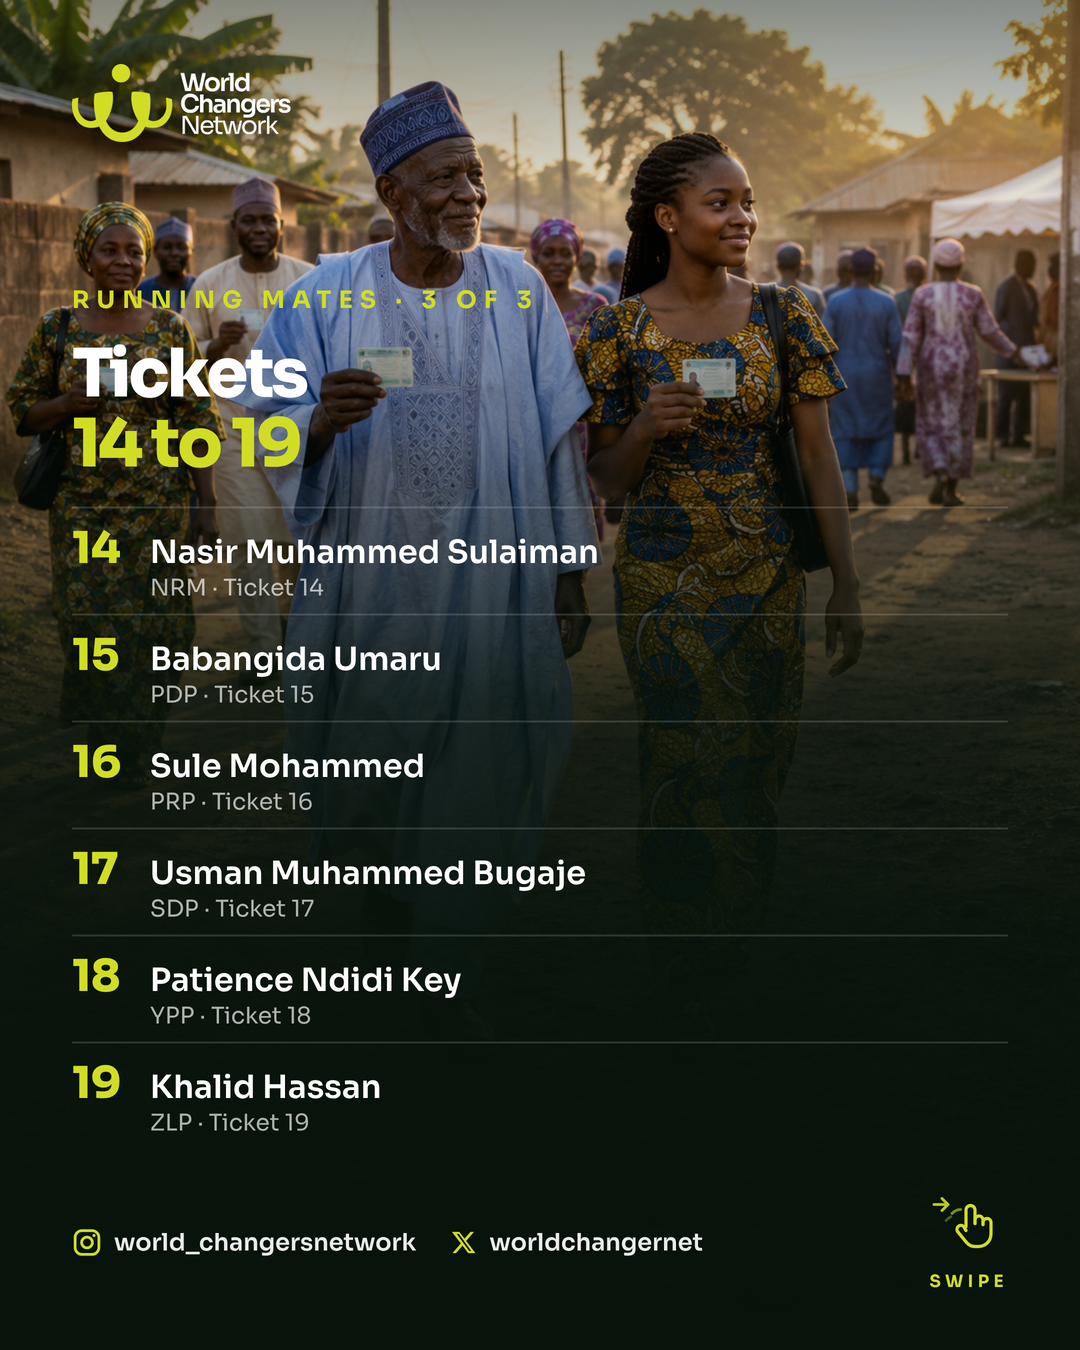 World
Changers
Network
RUNNING MATES · 3 OF 3
Tickets
14 to 19
14 Nasir Muhammed Sulaiman
NRM · Ticket 14
15 Babangida Umaru
PDP · Ticket 15
16 Sule Mohammed
PRP · Ticket 16
17 Usman Muhammed Bugaje
SDP · Ticket 17
18 Patience Ndidi Key
YPP · Ticket 18
19 Khalid Hassan
ZLP · Ticket 19
world_changersnetwork worldchangernet
SWIPE